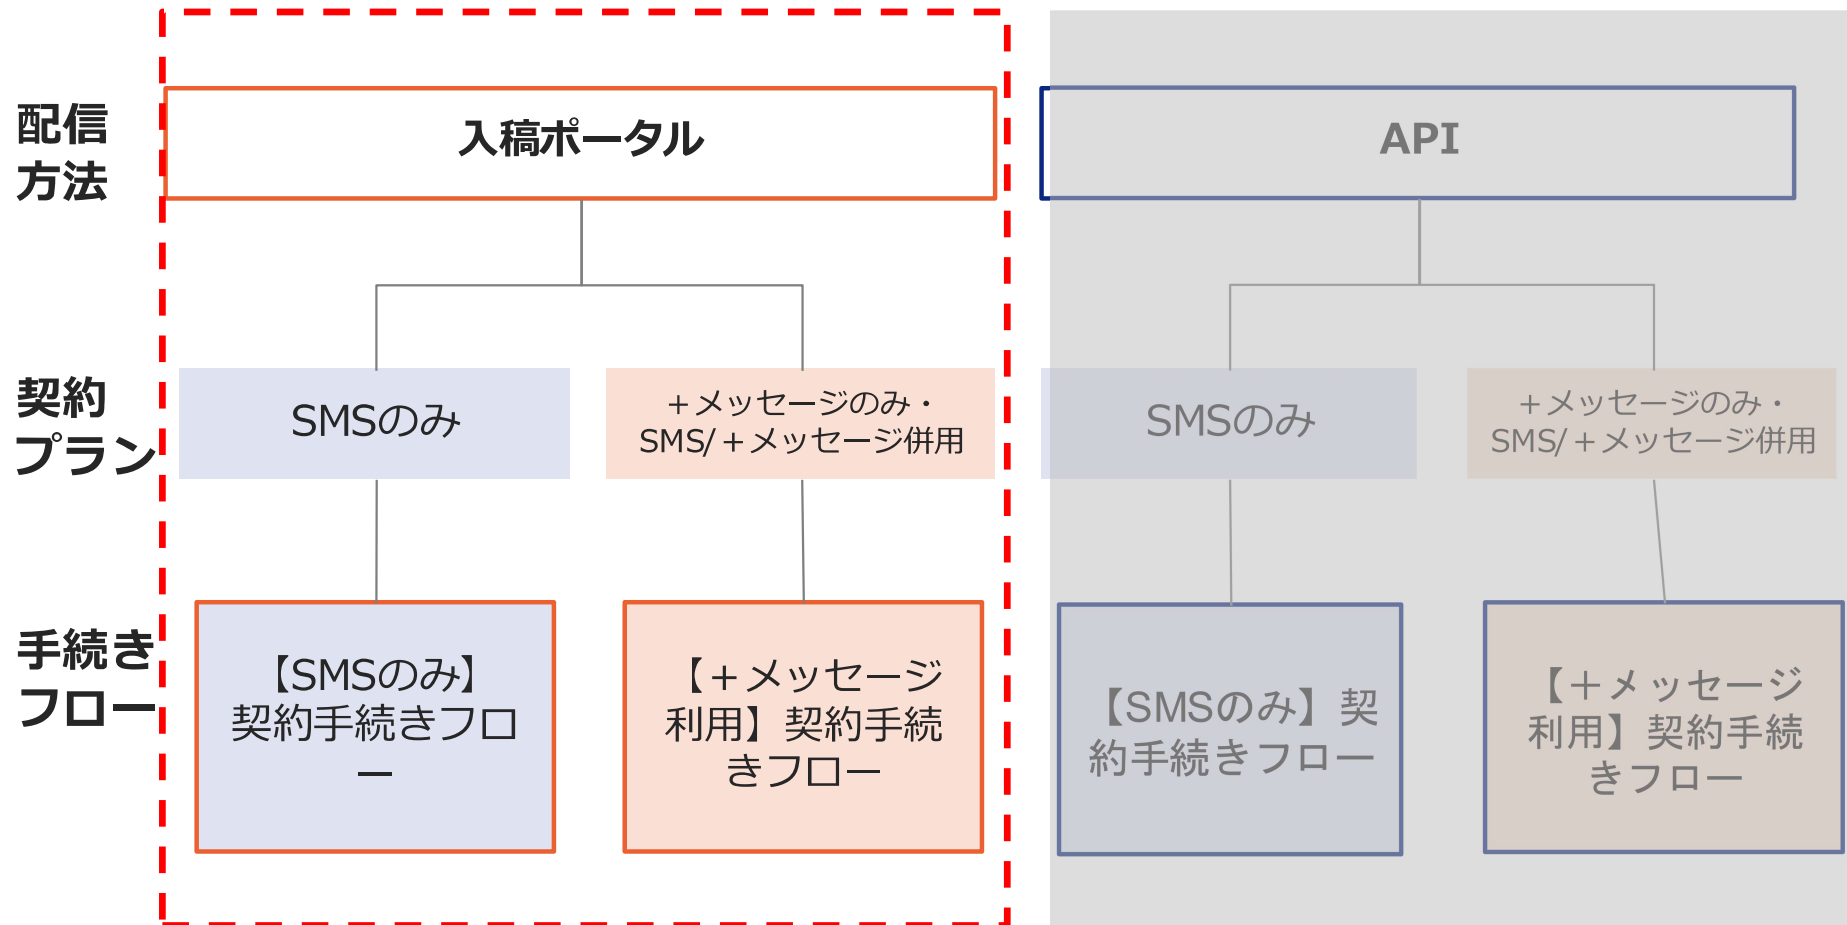 配信
方法
入稿ポータル
API
契約
プラン
SMSのみ
+メッセージのみ・
SMS/+メッセージ併用
SMSのみ
+メッセージのみ・
SMS/+メッセージ併用
手続き
フロー
【SMSのみ】
契約手続きフロ
ー
【+メッセージ
利用】契約手続
きフロー
【SMSのみ】契
約手続きフロー
【+メッセージ
利用】契約手続
きフロー